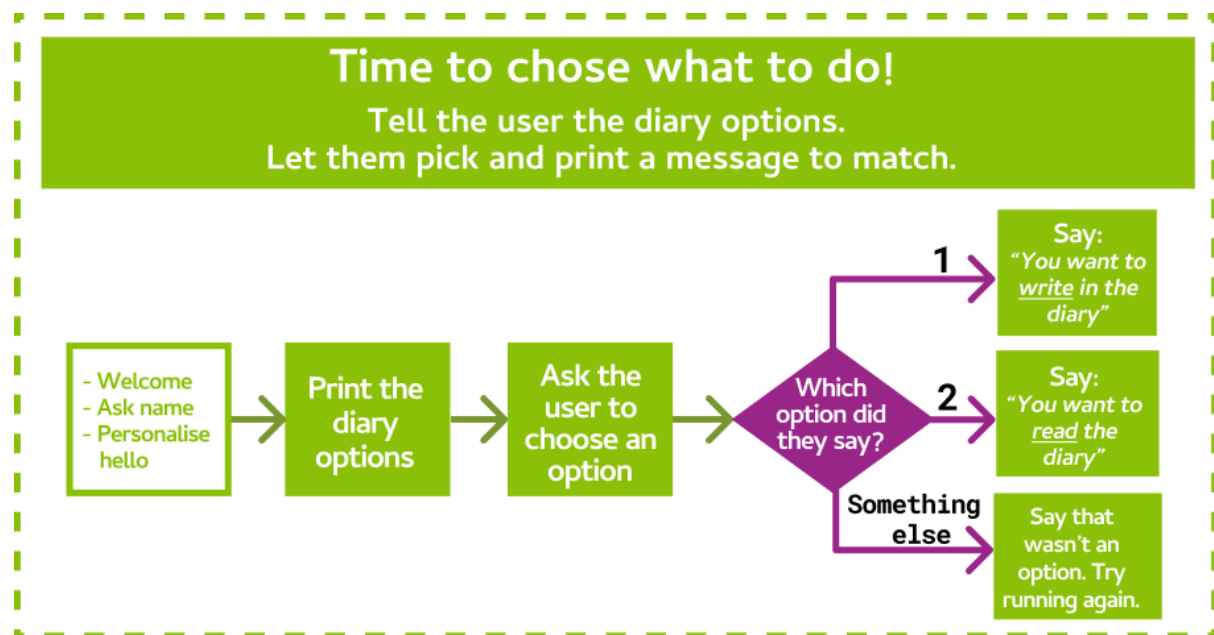 Time to chose what to do!
Tell the user the diary options.
Let them pick and print a message to match.
- Welcome
- Ask name
- Personalise
hello
Print the
diary
options
Ask the
user to
choose an
option
Which
option did
they say?
1
Say:
“You want to
write in the
diary”
2
Say:
“You want to
read the
diary”
Something
else
Say that
wasn’t an
option. Try
running again.